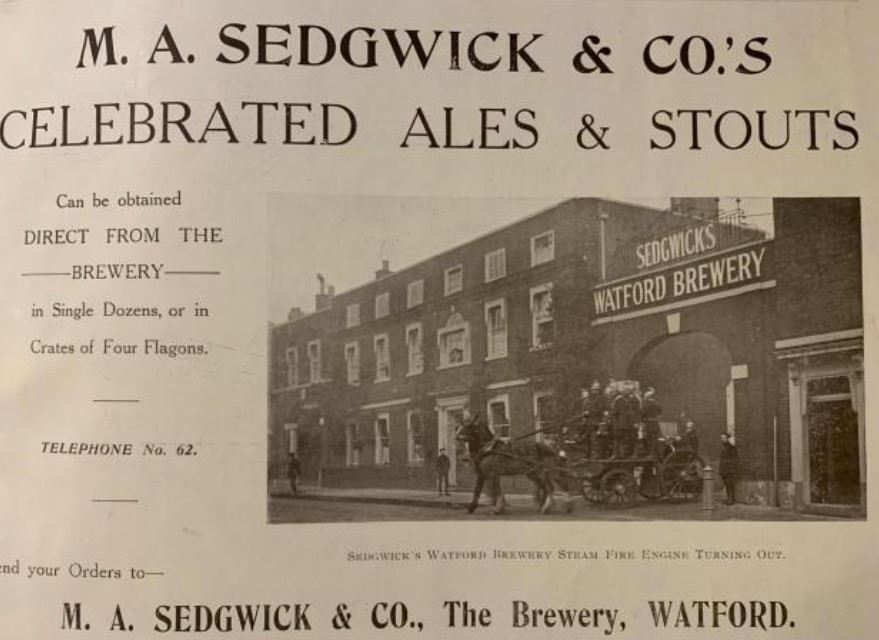 M. A. SEDGWICK & CO.'S
CELEBRATED ALES & STOUTS
Can be obtained
DIRECT FROM THE
BREWERY
in Single Dozens, or in
Crates of Four Flagons.
TELEPHONE No. 62.
SEDGWICK'S
WATFORD BREWERY
SEDGWICK'S WATFORD BREWERY STEAM FIRE ENGINE TURNING OUT.
end your Orders to—
M. A. SEDGWICK & CO., The Brewery, WATFORD.